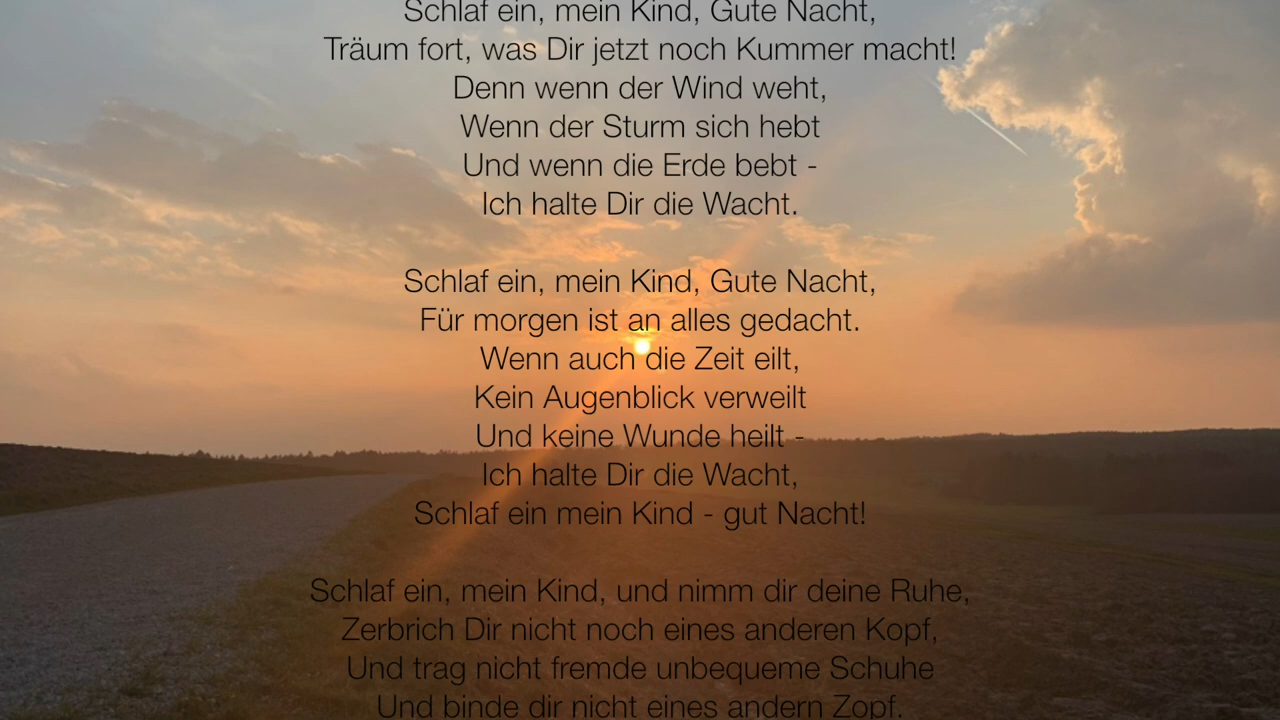 Schlaf ein, mein Kind, Gute Nacht,
Träum fort, was Dir jetzt noch Kummer macht!
Denn wenn der Wind weht,
Wenn der Sturm sich hebt
Und wenn die Erde bebt -
Ich halte Dir die Wacht.
Schlaf ein, mein Kind, Gute Nacht,
Für morgen ist an alles gedacht.
Wenn auch die Zeit eilt,
Kein Augenblick verweilt
Und keine Wunde heilt -
Ich halte Dir die Wacht,
Schlaf ein mein Kind - gut Nacht!
Schlaf ein, mein Kind, und nimm dir deine Ruhe,
Zerbrich Dir nicht noch eines anderen Kopf,
Und trag nicht fremde unbequeme Schuhe
Und binde dir nicht eines andern Zopf.